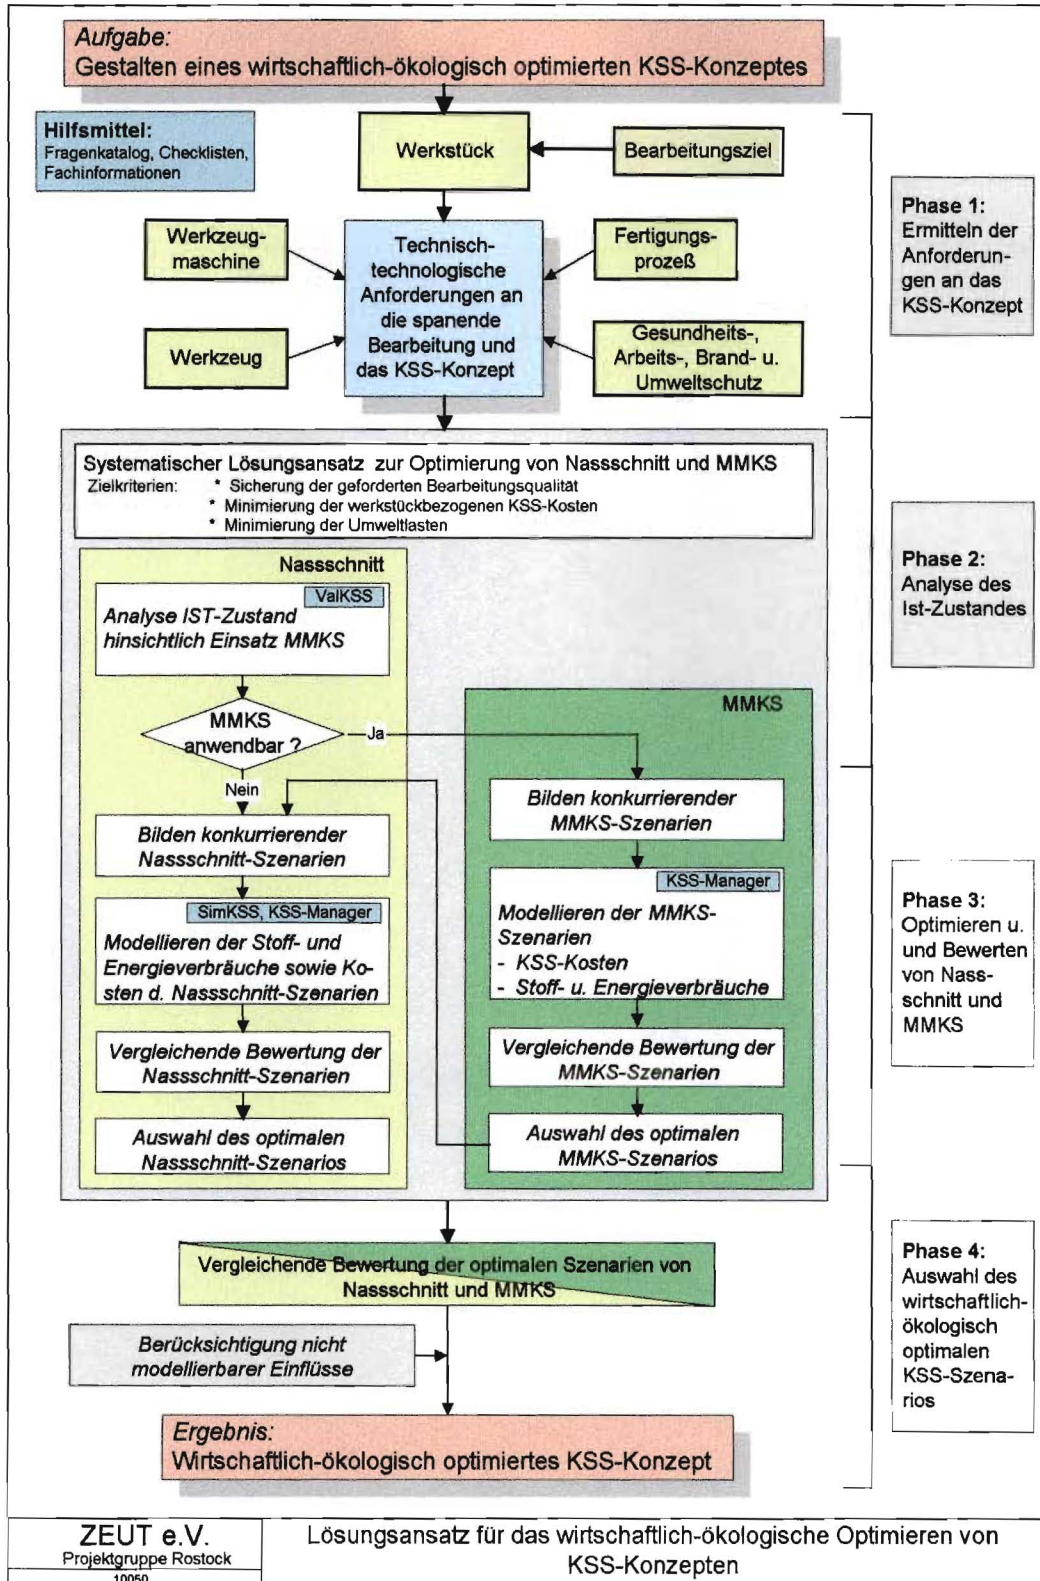 Aufgabe:
Gestalten eines wirtschaftlich-ökologisch optimierten KSS-Konzeptes
Hilfsmittel:
Fragenkatalog, Checklisten,
Fachinformationen
Werkstück
Bearbeitungsziel
Werkzeug-
maschine
Technisch-
technologische
Anforderungen an
die spanende
Bearbeitung und
das KSS-Konzept
Fertigungs-
prozeß
Werkzeug
Gesundheits-,
Arbeits-, Brand- u.
Umweltschutz
Phase 1:
Ermitteln der
Anforderun-
gen an das
KSS-Konzept
Systematischer Lösungsansatz zur Optimierung von Nassschnitt und MMKS
Zielkriterien: * Sicherung der geforderten Bearbeitungsqualität
* Minimierung der werkstückbezogenen KSS-Kosten
* Minimierung der Umweltlasten
Phase 2:
Analyse des
Ist-Zustandes
Nassschnitt
ValKSS
Analyse IST-Zustand
hinsichtlich Einsatz MMKS
MMKS
anwendbar ?
Ja
Nein
Bilden konkurrierender
Nassschnitt-Szenarien
SimKSS, KSS-Manager
Modellieren der Stoff- und
Energieverbräuche sowie Ko-
sten d. Nassschnitt-Szenarien
Vergleichende Bewertung der
Nassschnitt-Szenarien
Auswahl des optimalen
Nassschnitt-Szenarios
MMKS
Bilden konkurrierender
MMKS-Szenarien
KSS-Manager
Modellieren der MMKS-
Szenarien
- KSS-Kosten
- Stoff- u. Energieverbräuche
Vergleichende Bewertung der
MMKS-Szenarien
Auswahl des optimalen
MMKS-Szenarios
Phase 3:
Optimieren u.
und Bewerten
von Nass-
schnitt und
MMKS
Vergleichende Bewertung der optimalen Szenarien von
Nassschnitt und MMKS
Berücksichtigung nicht
modellierbarer Einflüsse
Ergebnis:
Wirtschaftlich-ökologisch optimiertes KSS-Konzept
Phase 4:
Auswahl des
wirtschaftlich-
ökologisch
optimalen
KSS-Szena-
rios
ZEUT e.V.
Projektgruppe Rostock
10050
Lösungsansatz für das wirtschaftlich-ökologische Optimieren von
KSS-Konzepten